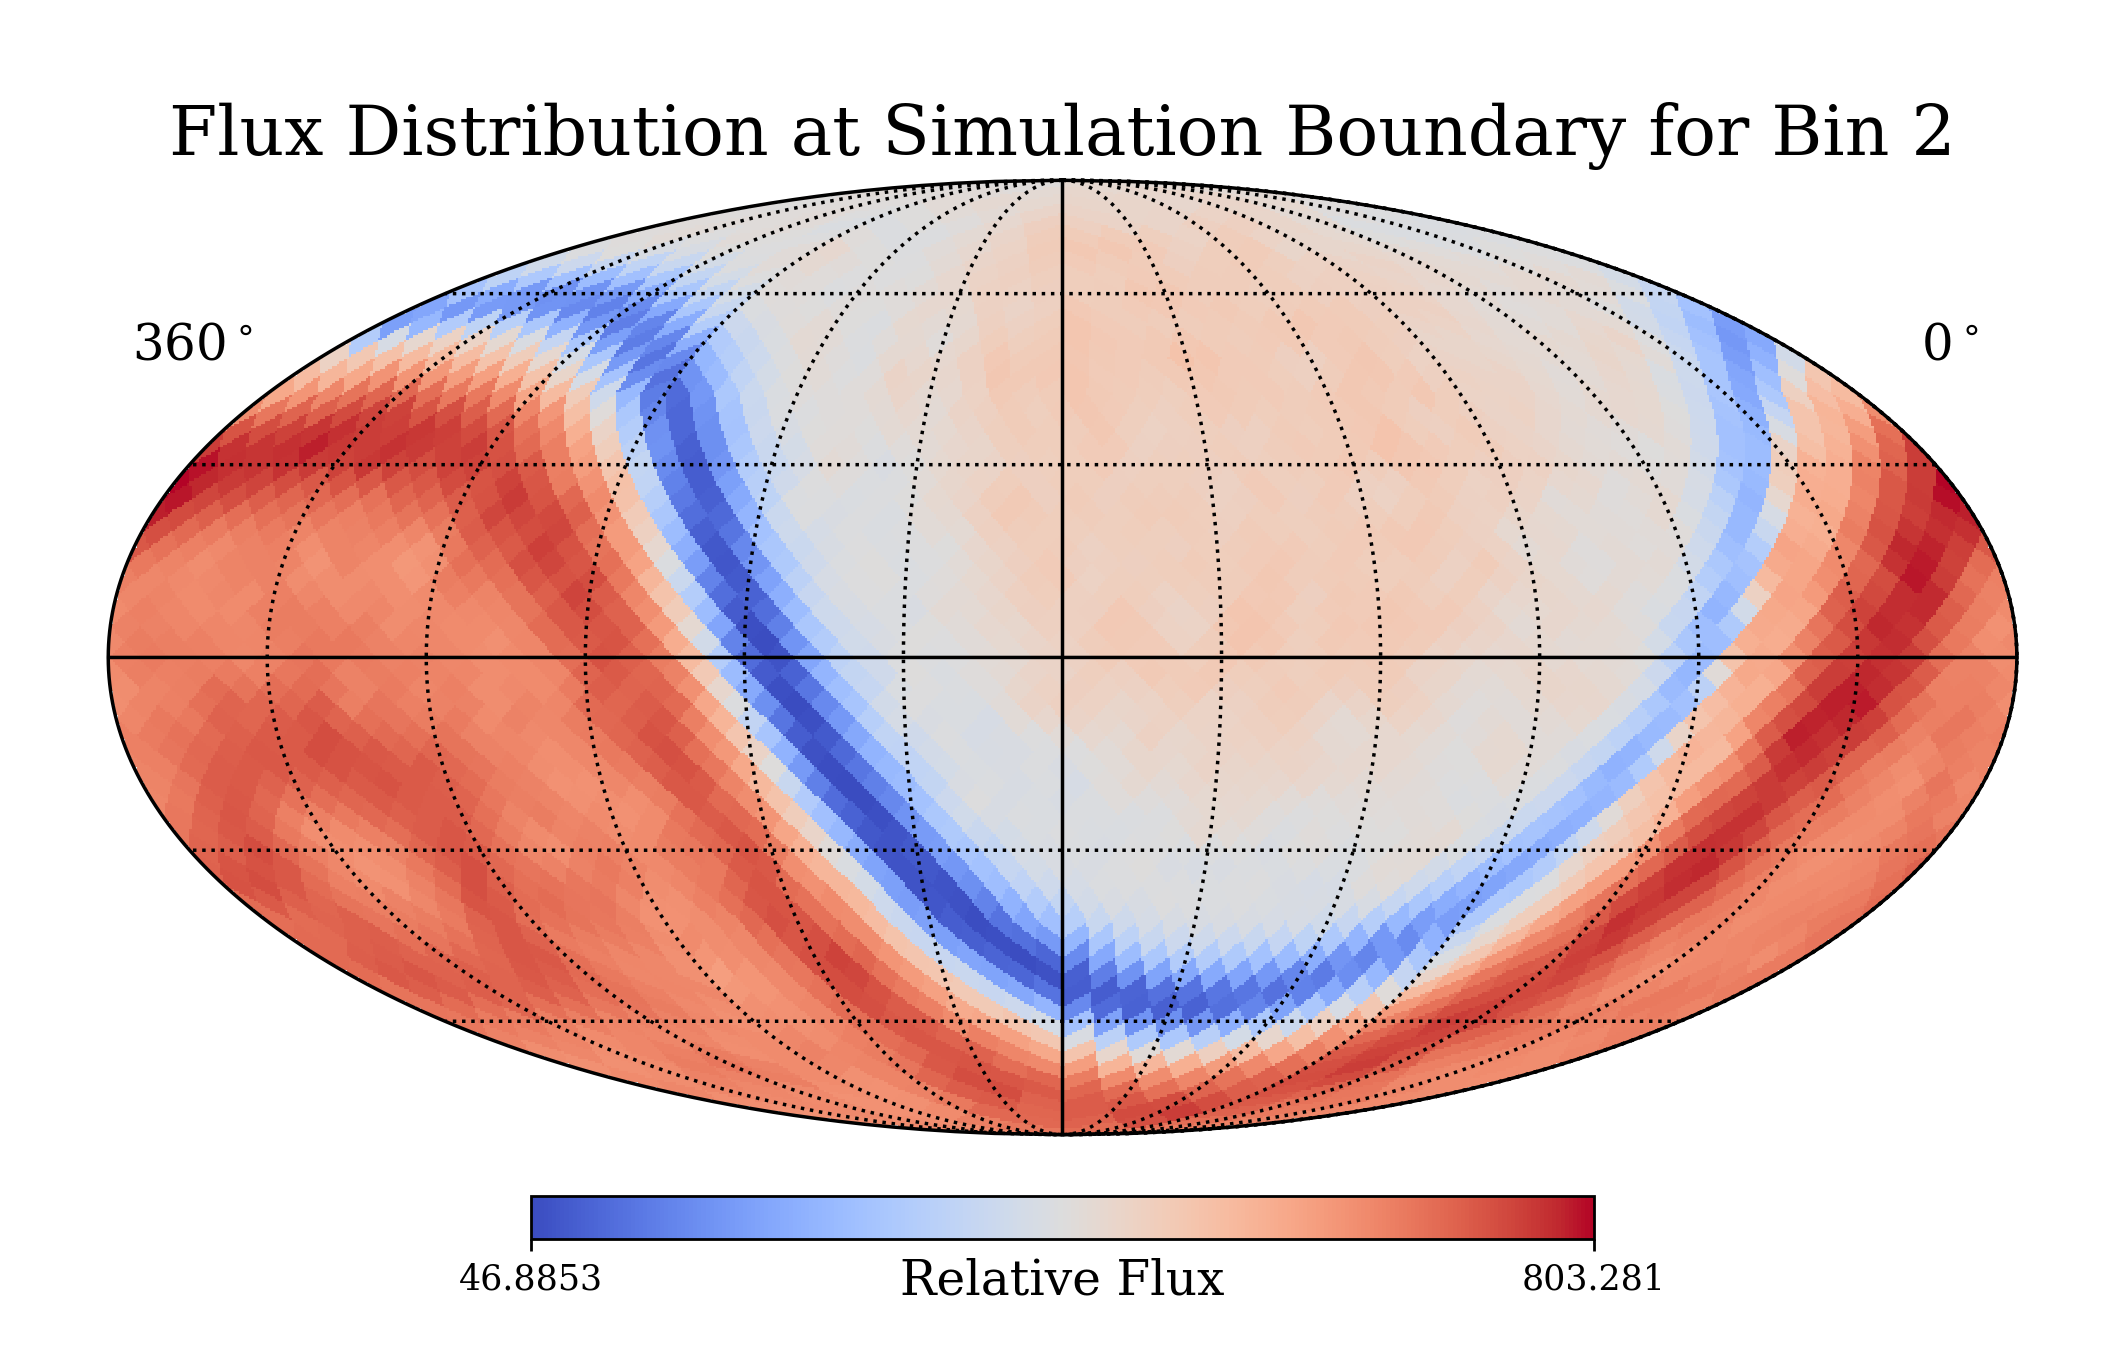 Flux Distribution at Simulation Boundary for Bin 2
360° 0°
46.8853 Relative Flux 803.281